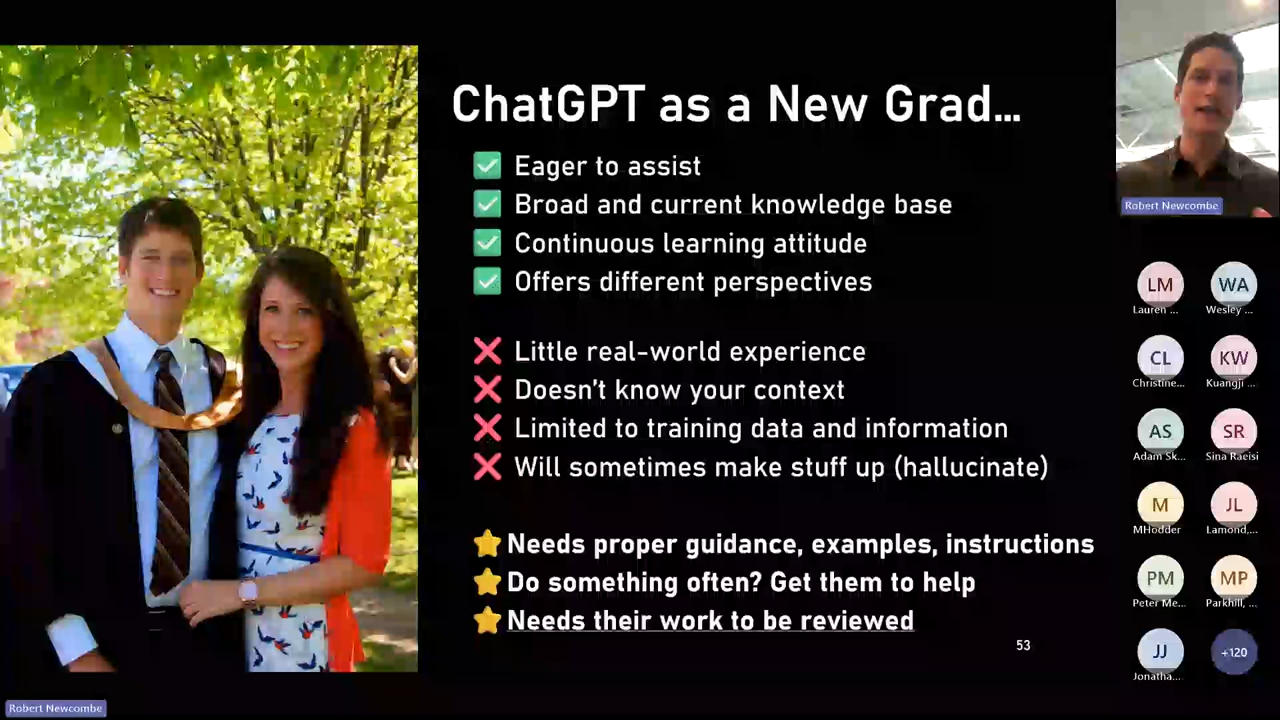 ChatGPT as a New Grad...
Eager to assist
Broad and current knowledge base
Continuous learning attitude
Offers different perspectives
Little real-world experience
Doesn't know your context
Limited to training data and information
Will sometimes make stuff up (hallucinate)
Needs proper guidance, examples, instructions
Do something often? Get them to help
Needs their work to be reviewed
53
Robert Newcombe
LM WA
Lauren ... Wesley ...
CL KW
Christine... Kuangji ...
AS SR
Adam Sk... Sina Raeisi
M JL
MHodder Lamond,...
PM MP
Peter Me... Parkhill, ...
JJ +120
Jonatha...
Robert Newcombe